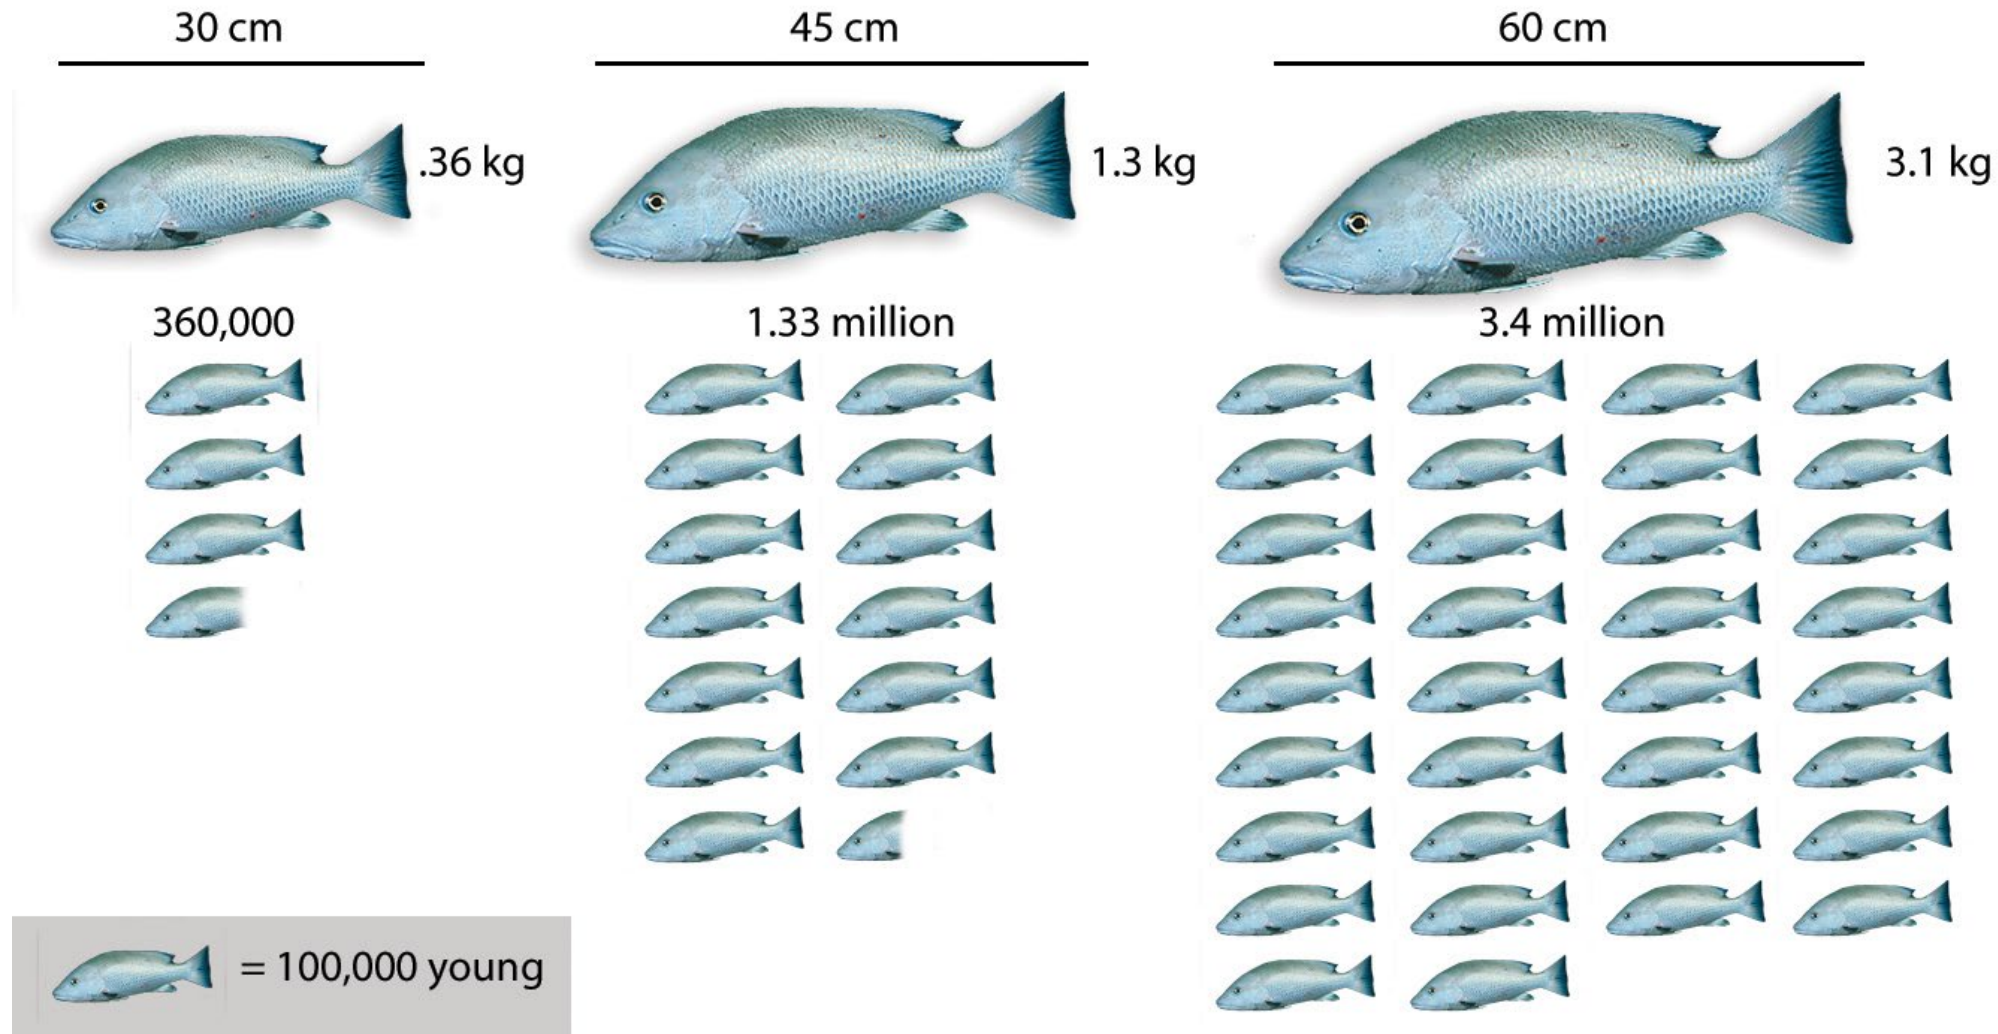 30 cm
45 cm
60 cm
.36 kg
1.3 kg
3.1 kg
360,000
1.33 million
3.4 million
= 100,000 young